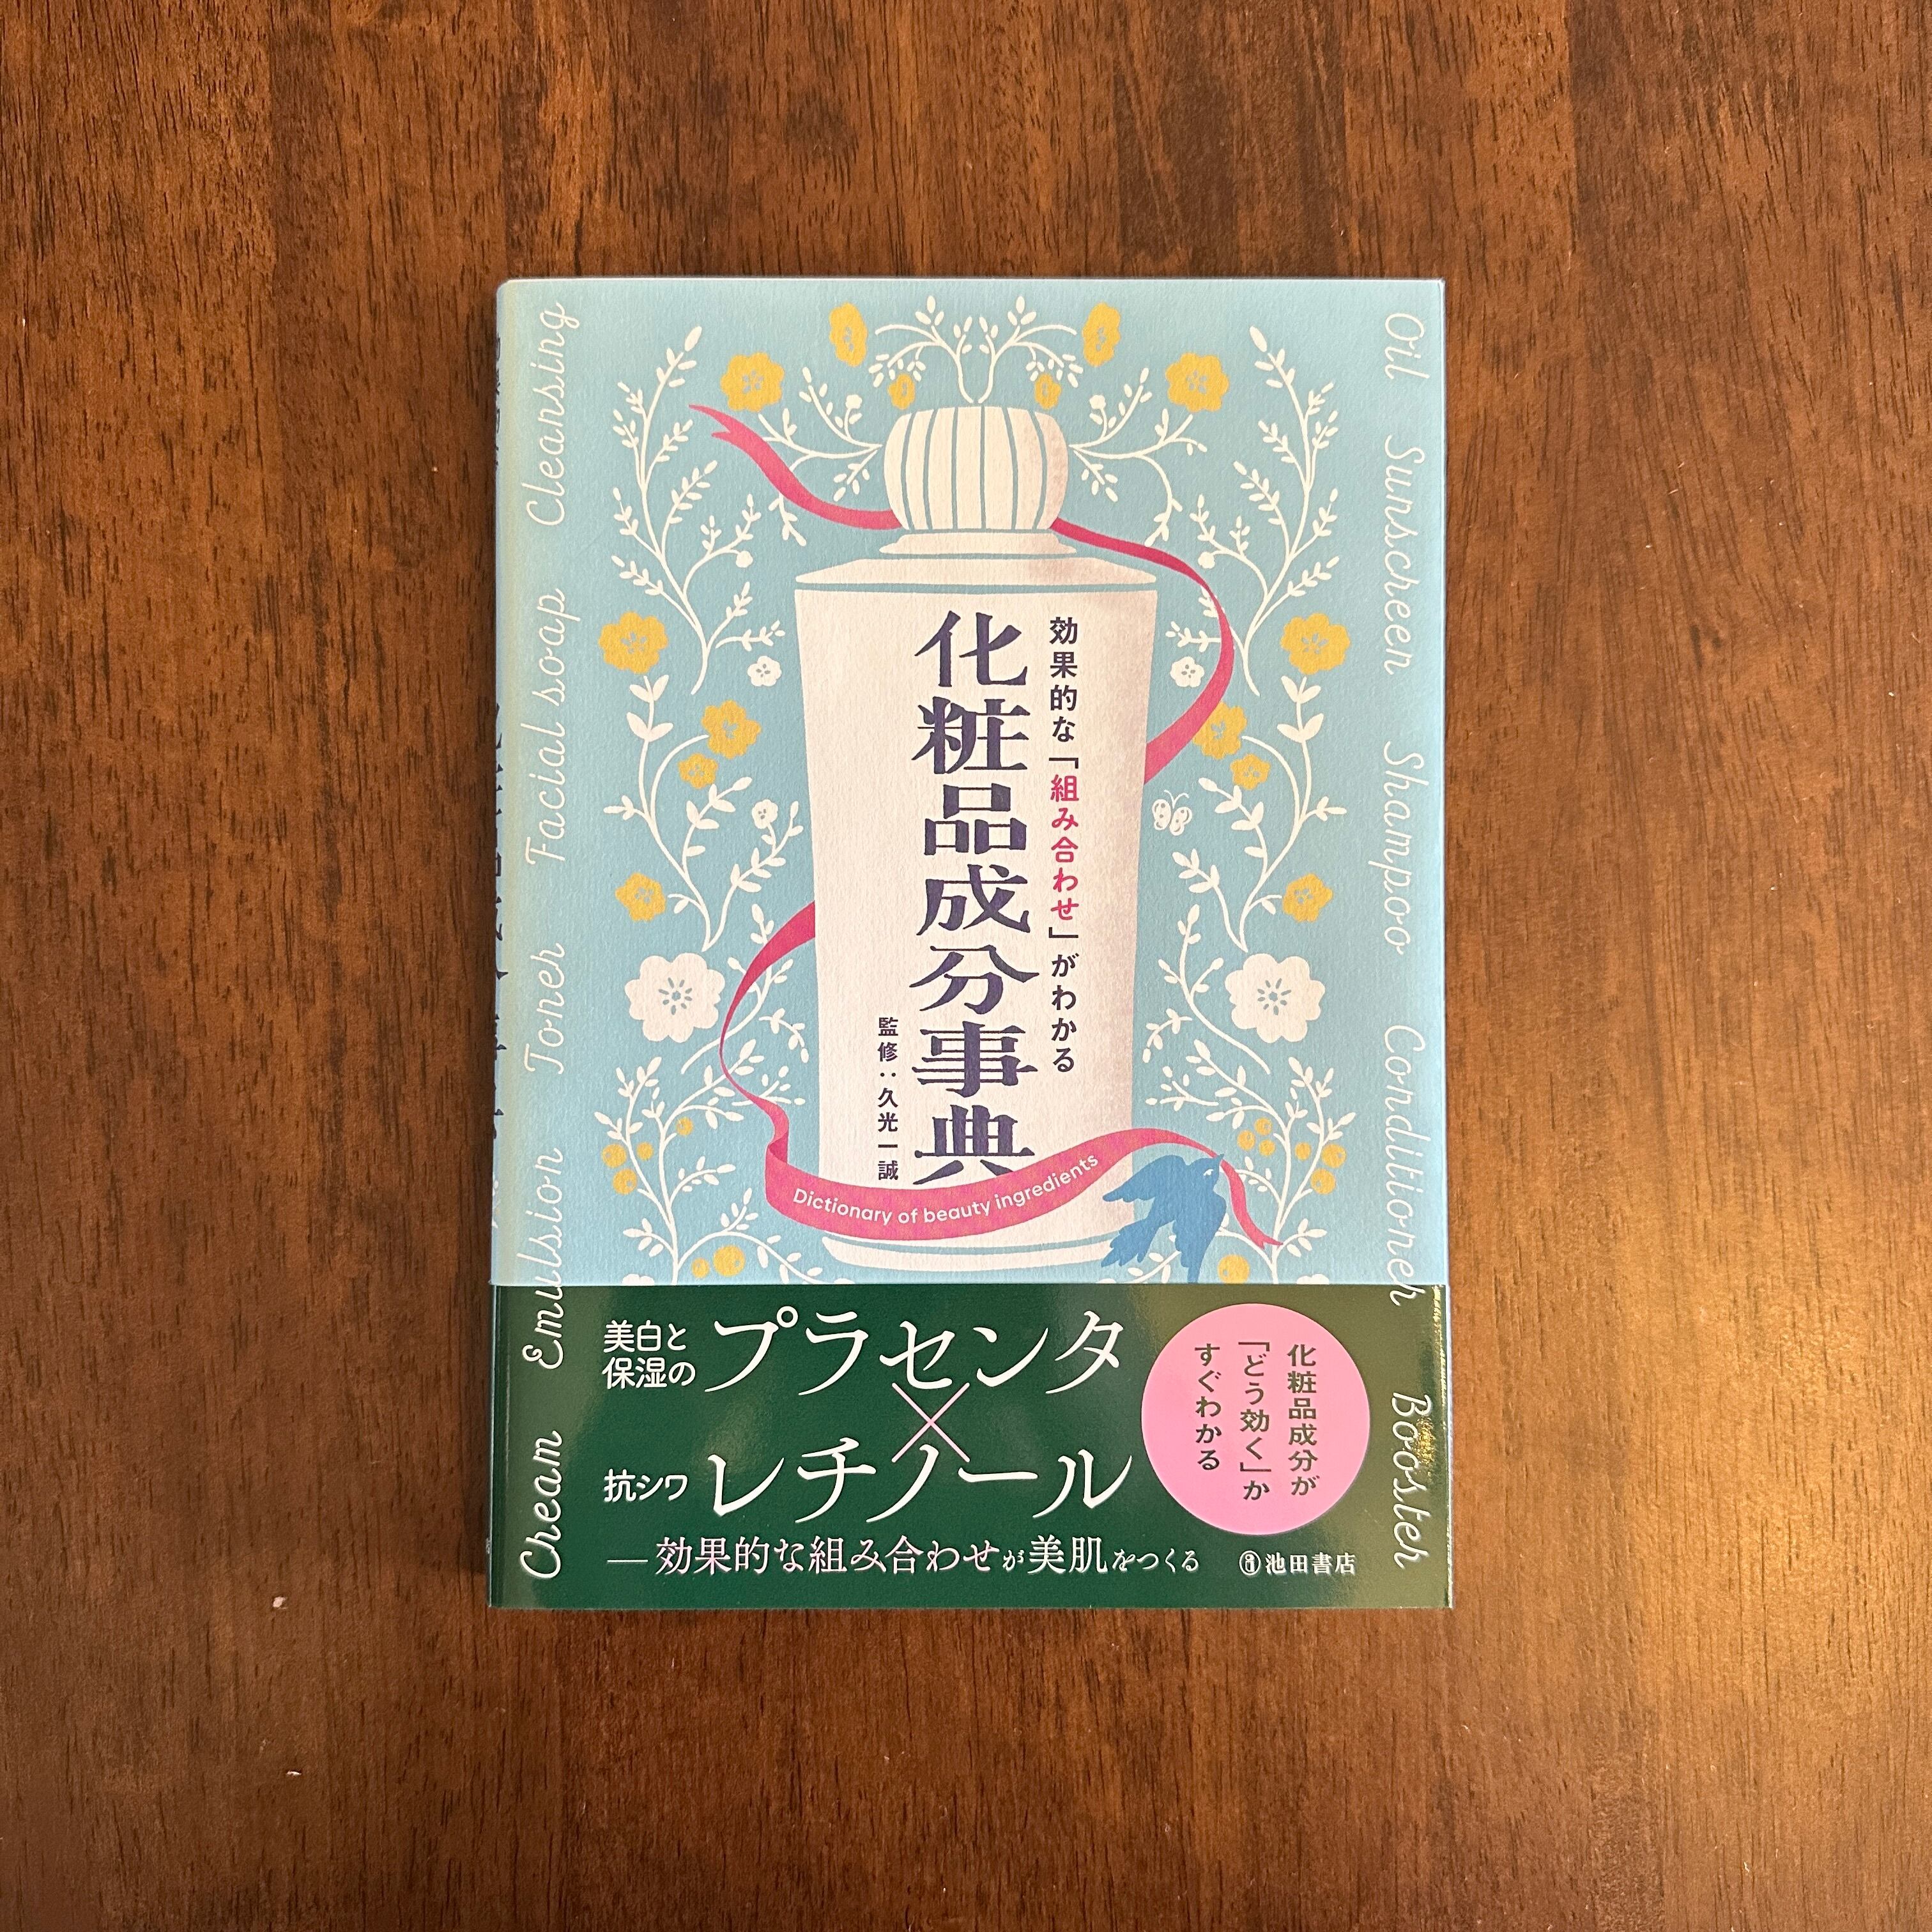 効果的な「組み合わせ」がわかる
化粧品成分事典
監修：久光一誠
Dictionary of beauty ingredients
Cleansing
Facial soap
Toner
Emulsion
Cream
Oil
Sunscreen
Shampoo
Conditioner
Booster
美白と
保湿の
プラセンタ
×
抗シワ
レチノール
—効果的な組み合わせが美肌をつくる
化粧品成分が
「どう効く」か
すぐわかる
池田書店